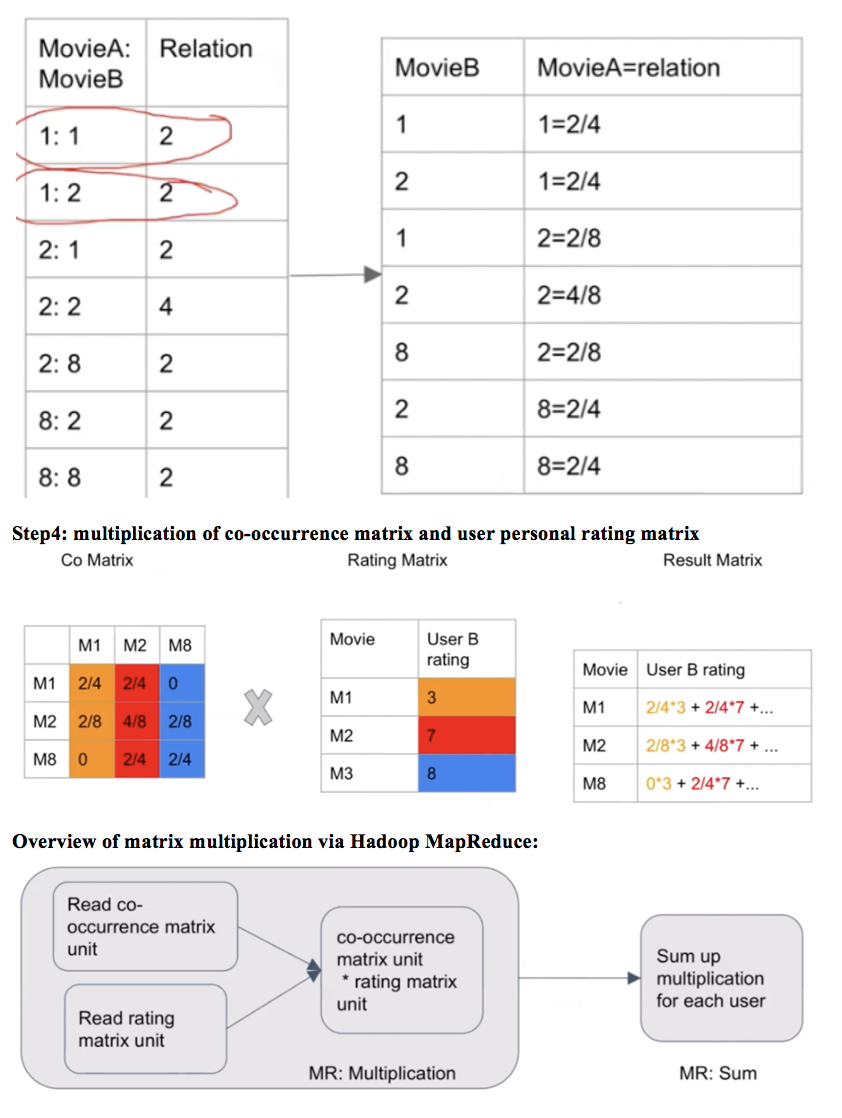 MovieA:
MovieB
Relation
1: 1
2
1: 2
2
2: 1
2
2: 2
4
2: 8
2
8: 2
2
8: 8
2
MovieB
MovieA=relation
1
1=2/4
2
1=2/4
1
2=2/8
2
2=4/8
8
2=2/8
2
8=2/4
8
8=2/4
Step4: multiplication of co-occurrence matrix and user personal rating matrix
Co Matrix
Rating Matrix
Result Matrix
M1 M2 M8
M1 2/4 2/4 0
M2 2/8 4/8 2/8
M8 0 2/4 2/4
Movie
User B
rating
M1 3
M2 7
M3 8
Movie User B rating
M1 2/4*3 + 2/4*7 +...
M2 2/8*3 + 4/8*7 + ...
M8 0*3 + 2/4*7 +...
Overview of matrix multiplication via Hadoop MapReduce:
Read co-
occurrence matrix
unit
Read rating
matrix unit
co-occurrence
matrix unit
* rating matrix
unit
MR: Multiplication
Sum up
multiplication
for each user
MR: Sum